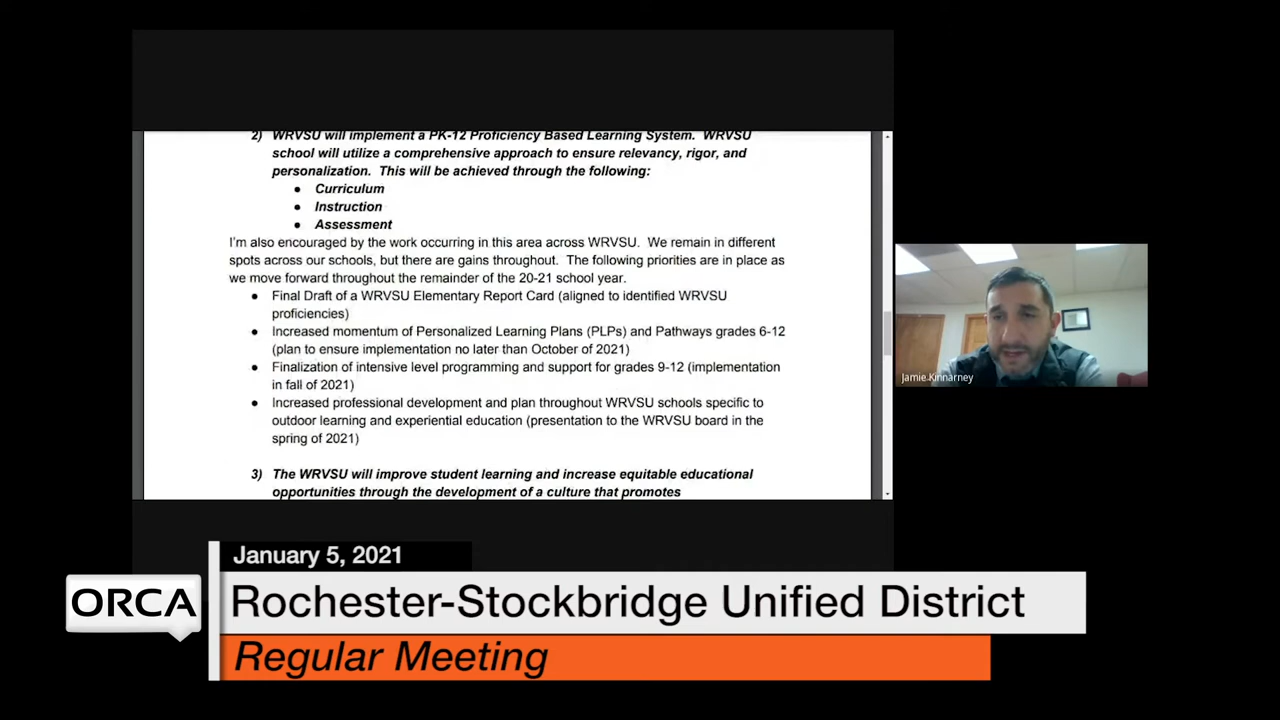 2) WRVSU will implement a PK-12 Proficiency Based Learning System. WRVSU
school will utilize a comprehensive approach to ensure relevancy, rigor, and
personalization. This will be achieved through the following:
● Curriculum
● Instruction
● Assessment
I'm also encouraged by the work occurring in this area across WRVSU. We remain in different
spots across our schools, but there are gains throughout. The following priorities are in place as
we move forward throughout the remainder of the 20-21 school year.
● Final Draft of a WRVSU Elementary Report Card (aligned to identified WRVSU
proficiencies)
● Increased momentum of Personalized Learning Plans (PLPs) and Pathways grades 6-12
(plan to ensure implementation no later than October of 2021)
● Finalization of intensive level programming and support for grades 9-12 (implementation
in fall of 2021)
● Increased professional development and plan throughout WRVSU schools specific to
outdoor learning and experiential education (presentation to the WRVSU board in the
spring of 2021)
3) The WRVSU will improve student learning and increase equitable educational
opportunities through the development of a culture that promotes
Jamie Kinnarney
January 5, 2021
ORCA
Rochester-Stockbridge Unified District
Regular Meeting